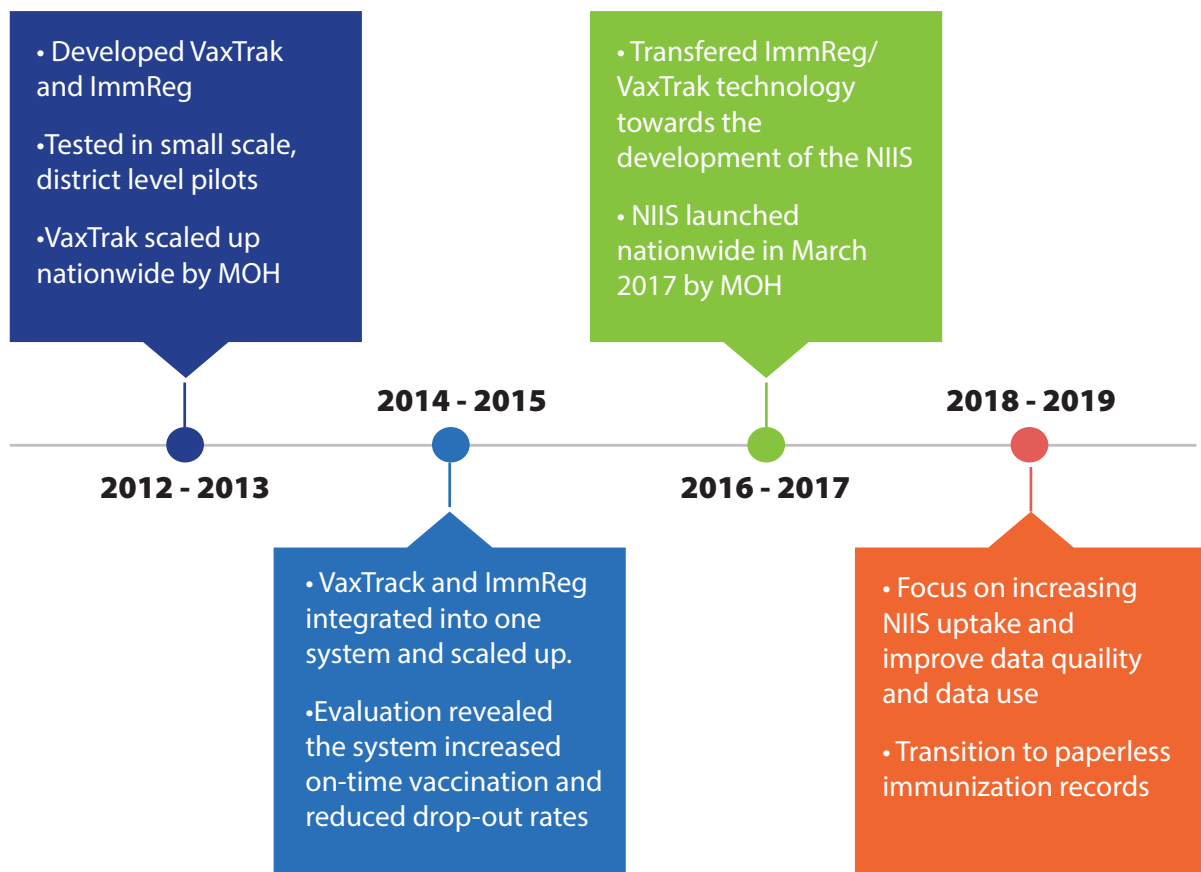 • Developed VaxTrak
and ImmReg
•Tested in small scale,
district level pilots
•VaxTrak scaled up
nationwide by MOH
2012 - 2013
2014 - 2015
• VaxTrack and ImmReg
integrated into one
system and scaled up.
•Evaluation revealed
the system increased
on-time vaccination and
reduced drop-out rates
• Transfered ImmReg/
VaxTrak technology
towards the
development of the NIIS
• NIIS launched
nationwide in March
2017 by MOH
2016 - 2017
2018 - 2019
• Focus on increasing
NIIS uptake and
improve data quaility
and data use
• Transition to paperless
immunization records